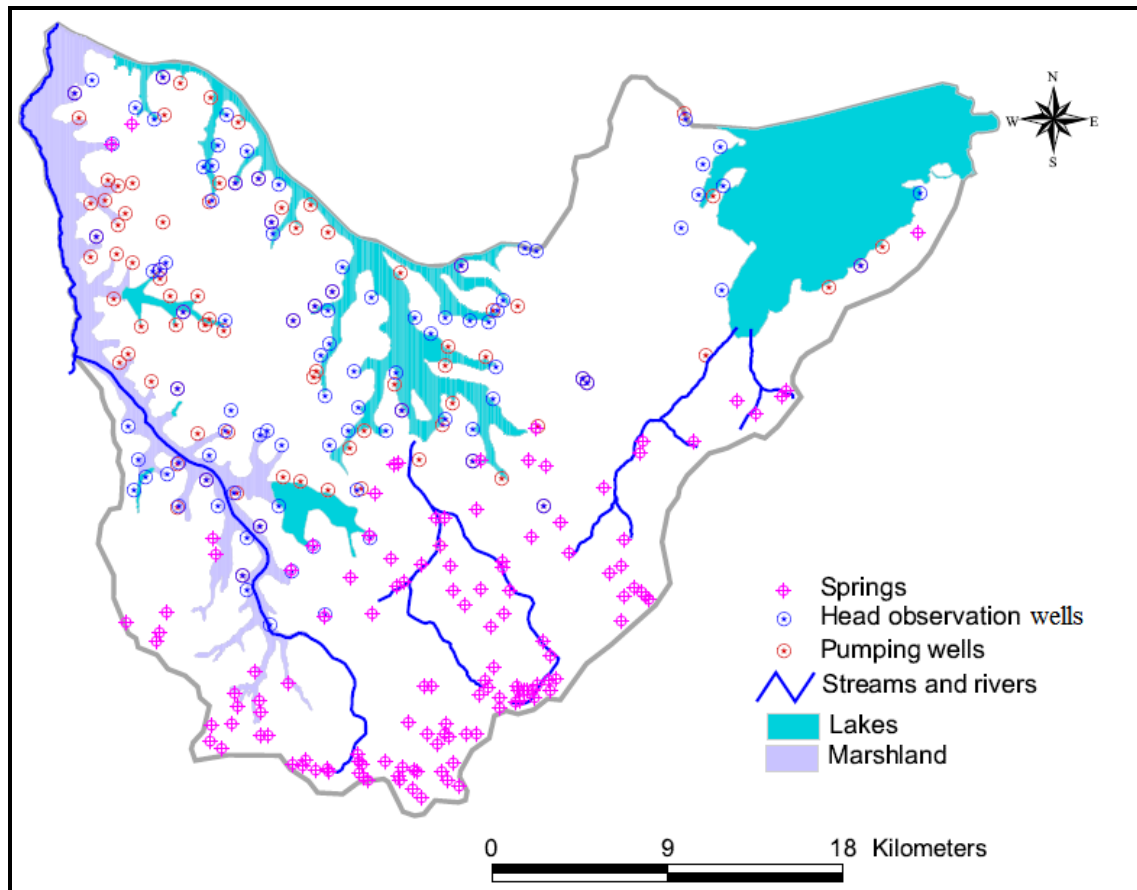 N
W E
S
Springs
Head observation wells
Pumping wells
Streams and rivers
Lakes
Marshland
0 9 18 Kilometers